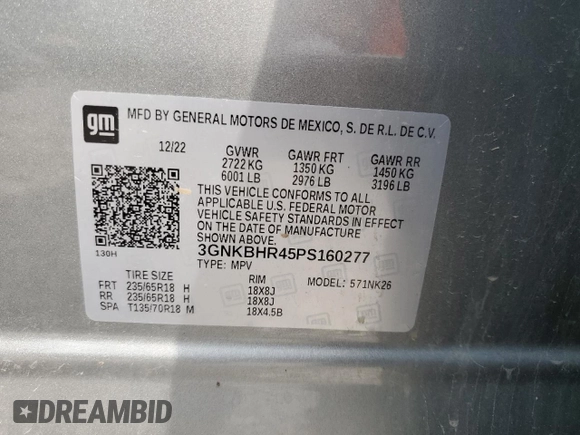 gm
MFD BY GENERAL MOTORS DE MEXICO, S. DE R.L. DE C.V.
12/22 GVWR GAWR FRT GAWR RR
2722 KG 1350 KG 1450 KG
6001 LB 2976 LB 3196 LB
THIS VEHICLE CONFORMS TO ALL
APPLICABLE U.S. FEDERAL MOTOR
VEHICLE SAFETY STANDARDS IN EFFECT
ON THE DATE OF MANUFACTURE
SHOWN ABOVE.
130H 3GNKBHR45PS160277
TYPE: MPV
TIRE SIZE RIM MODEL: 571NK26
FRT 235/65R18 H 18X8J
RR 235/65R18 H 18X8J
SPA T135/70R18 M 18X4.5B
DREAMBID